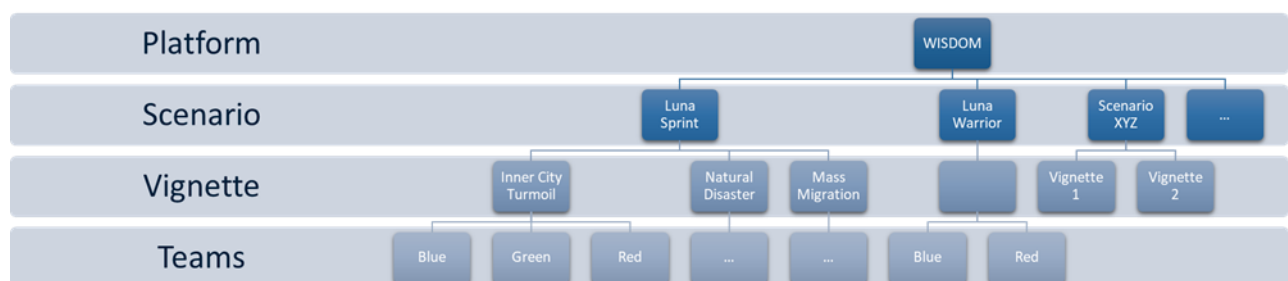 Platform
WISDOM
Scenario
Luna
Sprint
Luna
Warrior
Scenario
XYZ
...
Vignette
Inner City
Turmoil
Natural
Disaster
Mass
Migration
Vignette
1
Vignette
2
Teams
Blue
Green
Red
...
...
Blue
Red